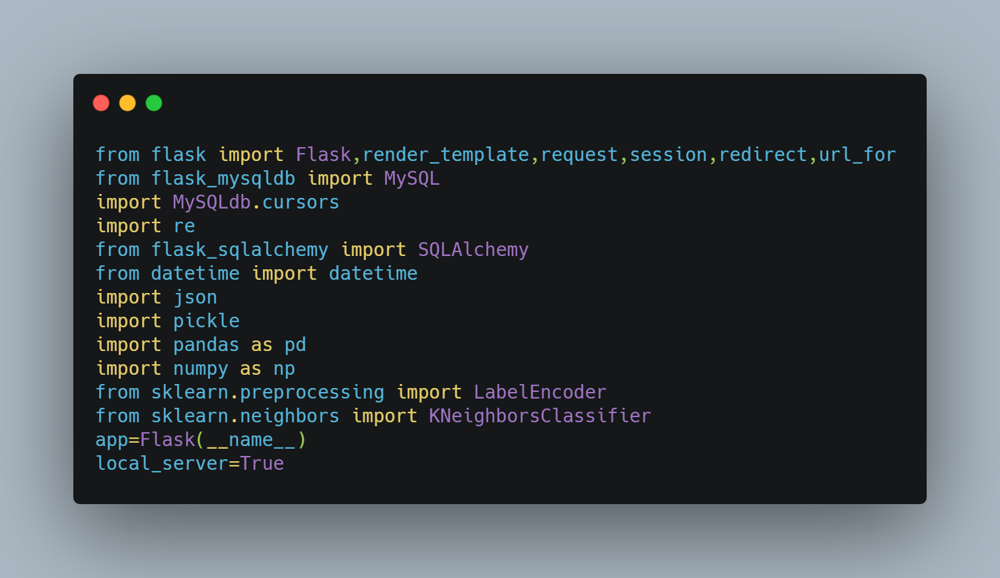 from flask import Flask,render_template,request,session,redirect,url_for
from flask_mysqldb import MySQL
import MySQLdb.cursors
import re
from flask_sqlalchemy import SQLAlchemy
from datetime import datetime
import json
import pickle
import pandas as pd
import numpy as np
from sklearn.preprocessing import LabelEncoder
from sklearn.neighbors import KNeighborsClassifier
app=Flask(__name__)
local_server=True